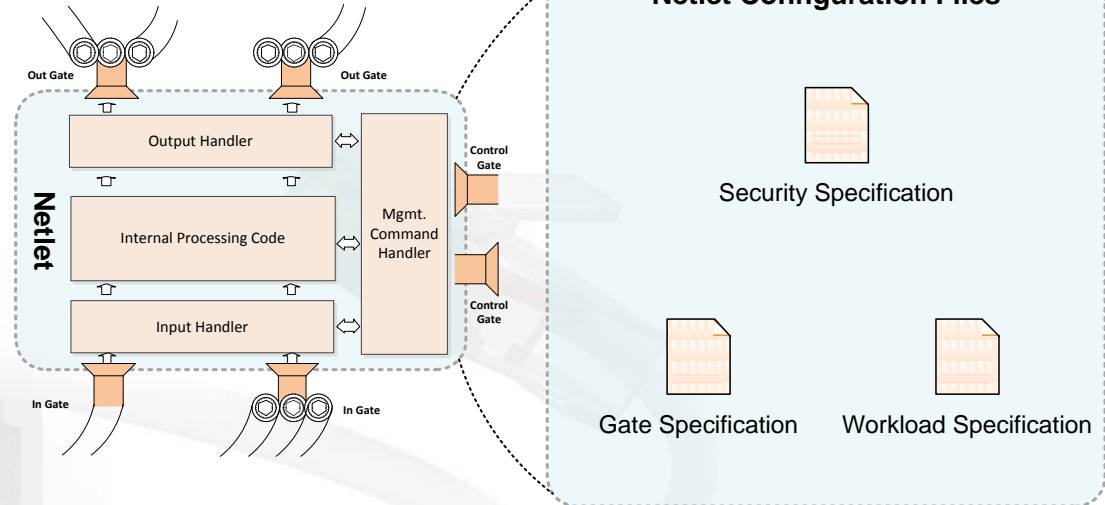 Netlet Configuration Files
Out Gate
Out Gate
Output Handler
Control
Gate
Security Specification
Netlet
Internal Processing Code
Mgmt.
Command
Handler
Input Handler
Control
Gate
In Gate
In Gate
Gate Specification
Workload Specification